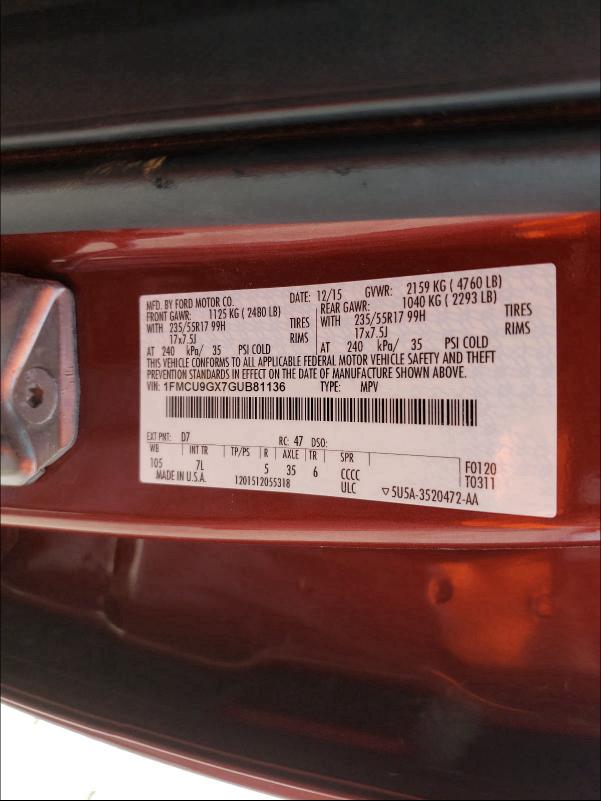 MFD. BY FORD MOTOR CO.
DATE: 12/15 GVWR: 2159 KG ( 4760 LB)
FRONT GAWR: 1125 KG ( 2480 LB) REAR GAWR: 1040 KG ( 2293 LB)
WITH 235/55R17 99H TIRES WITH 235/55R17 99H TIRES
17x7.5J RIMS 17x7.5J RIMS
AT 240 kPa/ 35 PSI COLD AT 240 kPa/ 35 PSI COLD
THIS VEHICLE CONFORMS TO ALL APPLICABLE FEDERAL MOTOR VEHICLE SAFETY AND THEFT
PREVENTION STANDARDS IN EFFECT ON THE DATE OF MANUFACTURE SHOWN ABOVE.
VIN: 1FMCU9GX7GUB81136 TYPE: MPV
EXT PNT: D7 RC: 47 DSO:
WB INT TR TP/PS R AXLE TR SPR
105 7L 5 35 6 CCCC F0120
MADE IN U.S.A. 1201512055318 ULC ▽5U5A-3520472-AA T0311